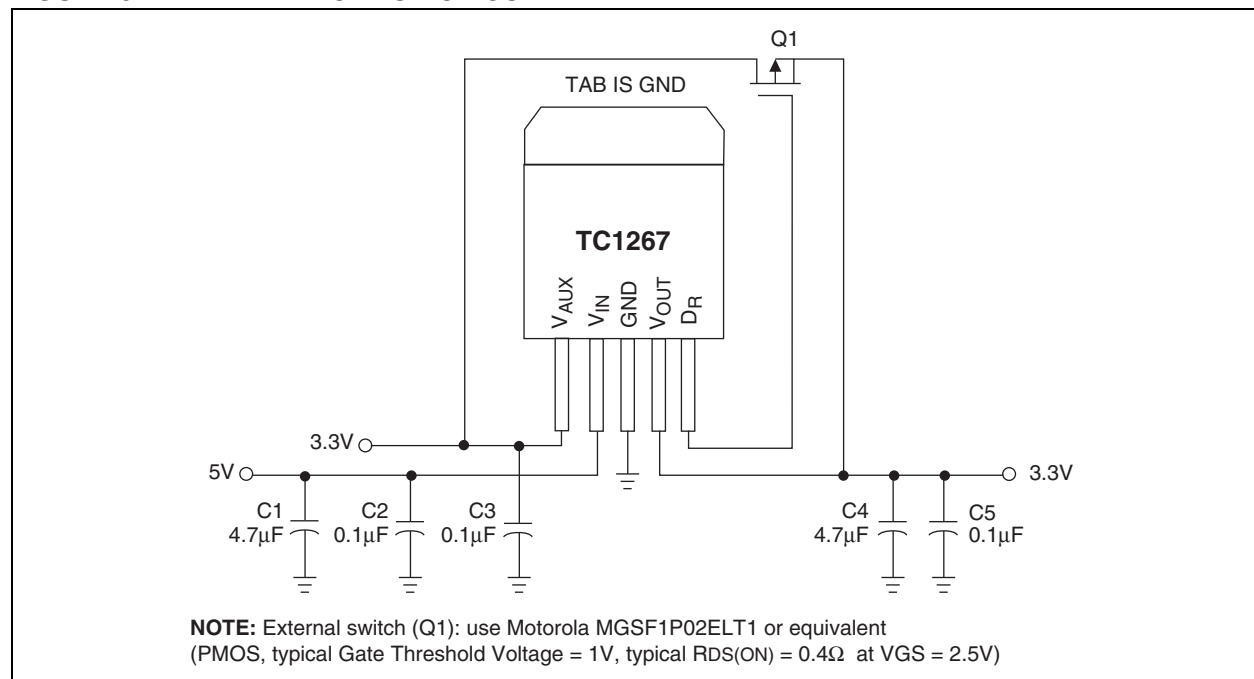 Q1
TAB IS GND
TC1267
VAUX
VIN
GND
VOUT
DR
3.3V
5V
3.3V
C1
4.7µF
C2
0.1µF
C3
0.1µF
C4
4.7µF
C5
0.1µF
NOTE: External switch (Q1): use Motorola MGSF1P02ELT1 or equivalent
(PMOS, typical Gate Threshold Voltage = 1V, typical RDS(ON) = 0.4Ω at VGS = 2.5V)